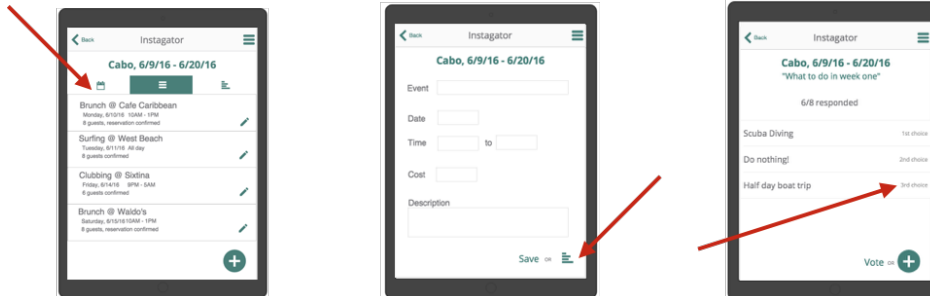 Back
Instagator
Cabo, 6/9/16 - 6/20/16
Brunch @ Cafe Caribbean
Monday, 6/10/16 10AM - 1PM
8 guests, reservation confirmed
Surfing @ West Beach
Tuesday, 6/11/16 All day
8 guests confirmed
Clubbing @ Sixtina
Friday, 6/14/16 9PM - 5AM
6 guests confirmed
Brunch @ Waldo's
Saturday, 6/15/16 10AM - 1PM
8 guests, reservation confirmed
Back
Instagator
Cabo, 6/9/16 - 6/20/16
Event
Date
Time to
Cost
Description
Save OR
Back
Instagator
Cabo, 6/9/16 - 6/20/16
"What to do in week one"
6/8 responded
Scuba Diving 1st choice
Do nothing! 2nd choice
Half day boat trip 3rd choice
Vote OR